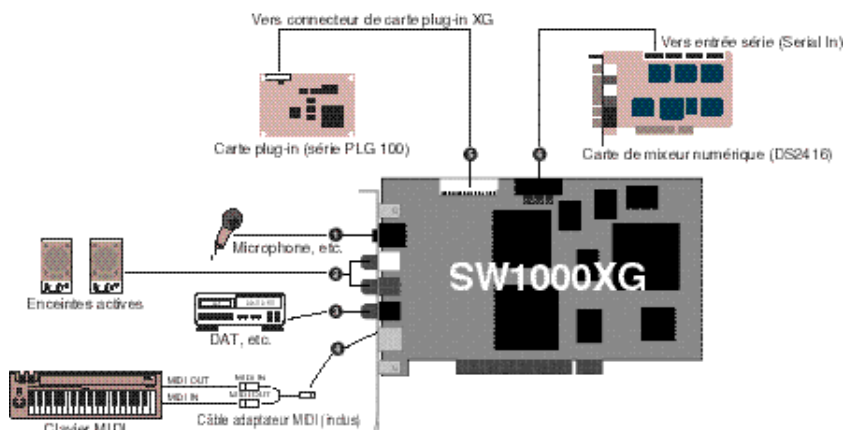 Vers connecteur de carte plug-in XG
Vers entrée série (Serial In)
Carte plug-in (série PLG 100)
Carte de mixeur numérique (DS2416)
Microphone, etc.
SW1000XG
Enceintes actives
DAT, etc.
MIDI OUT
MIDI IN
MIDI IN
MIDI OUT
Câble adaptateur MIDI (inclus)
Clavier MIDI